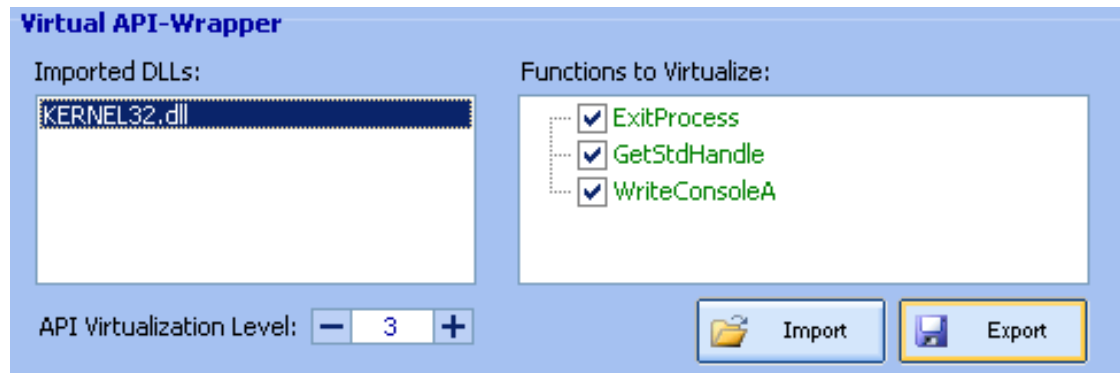 Virtual API-Wrapper
Imported DLLs:
KERNEL32.dll
Functions to Virtualize:
ExitProcess
GetStdHandle
WriteConsoleA
API Virtualization Level: 3
Import
Export